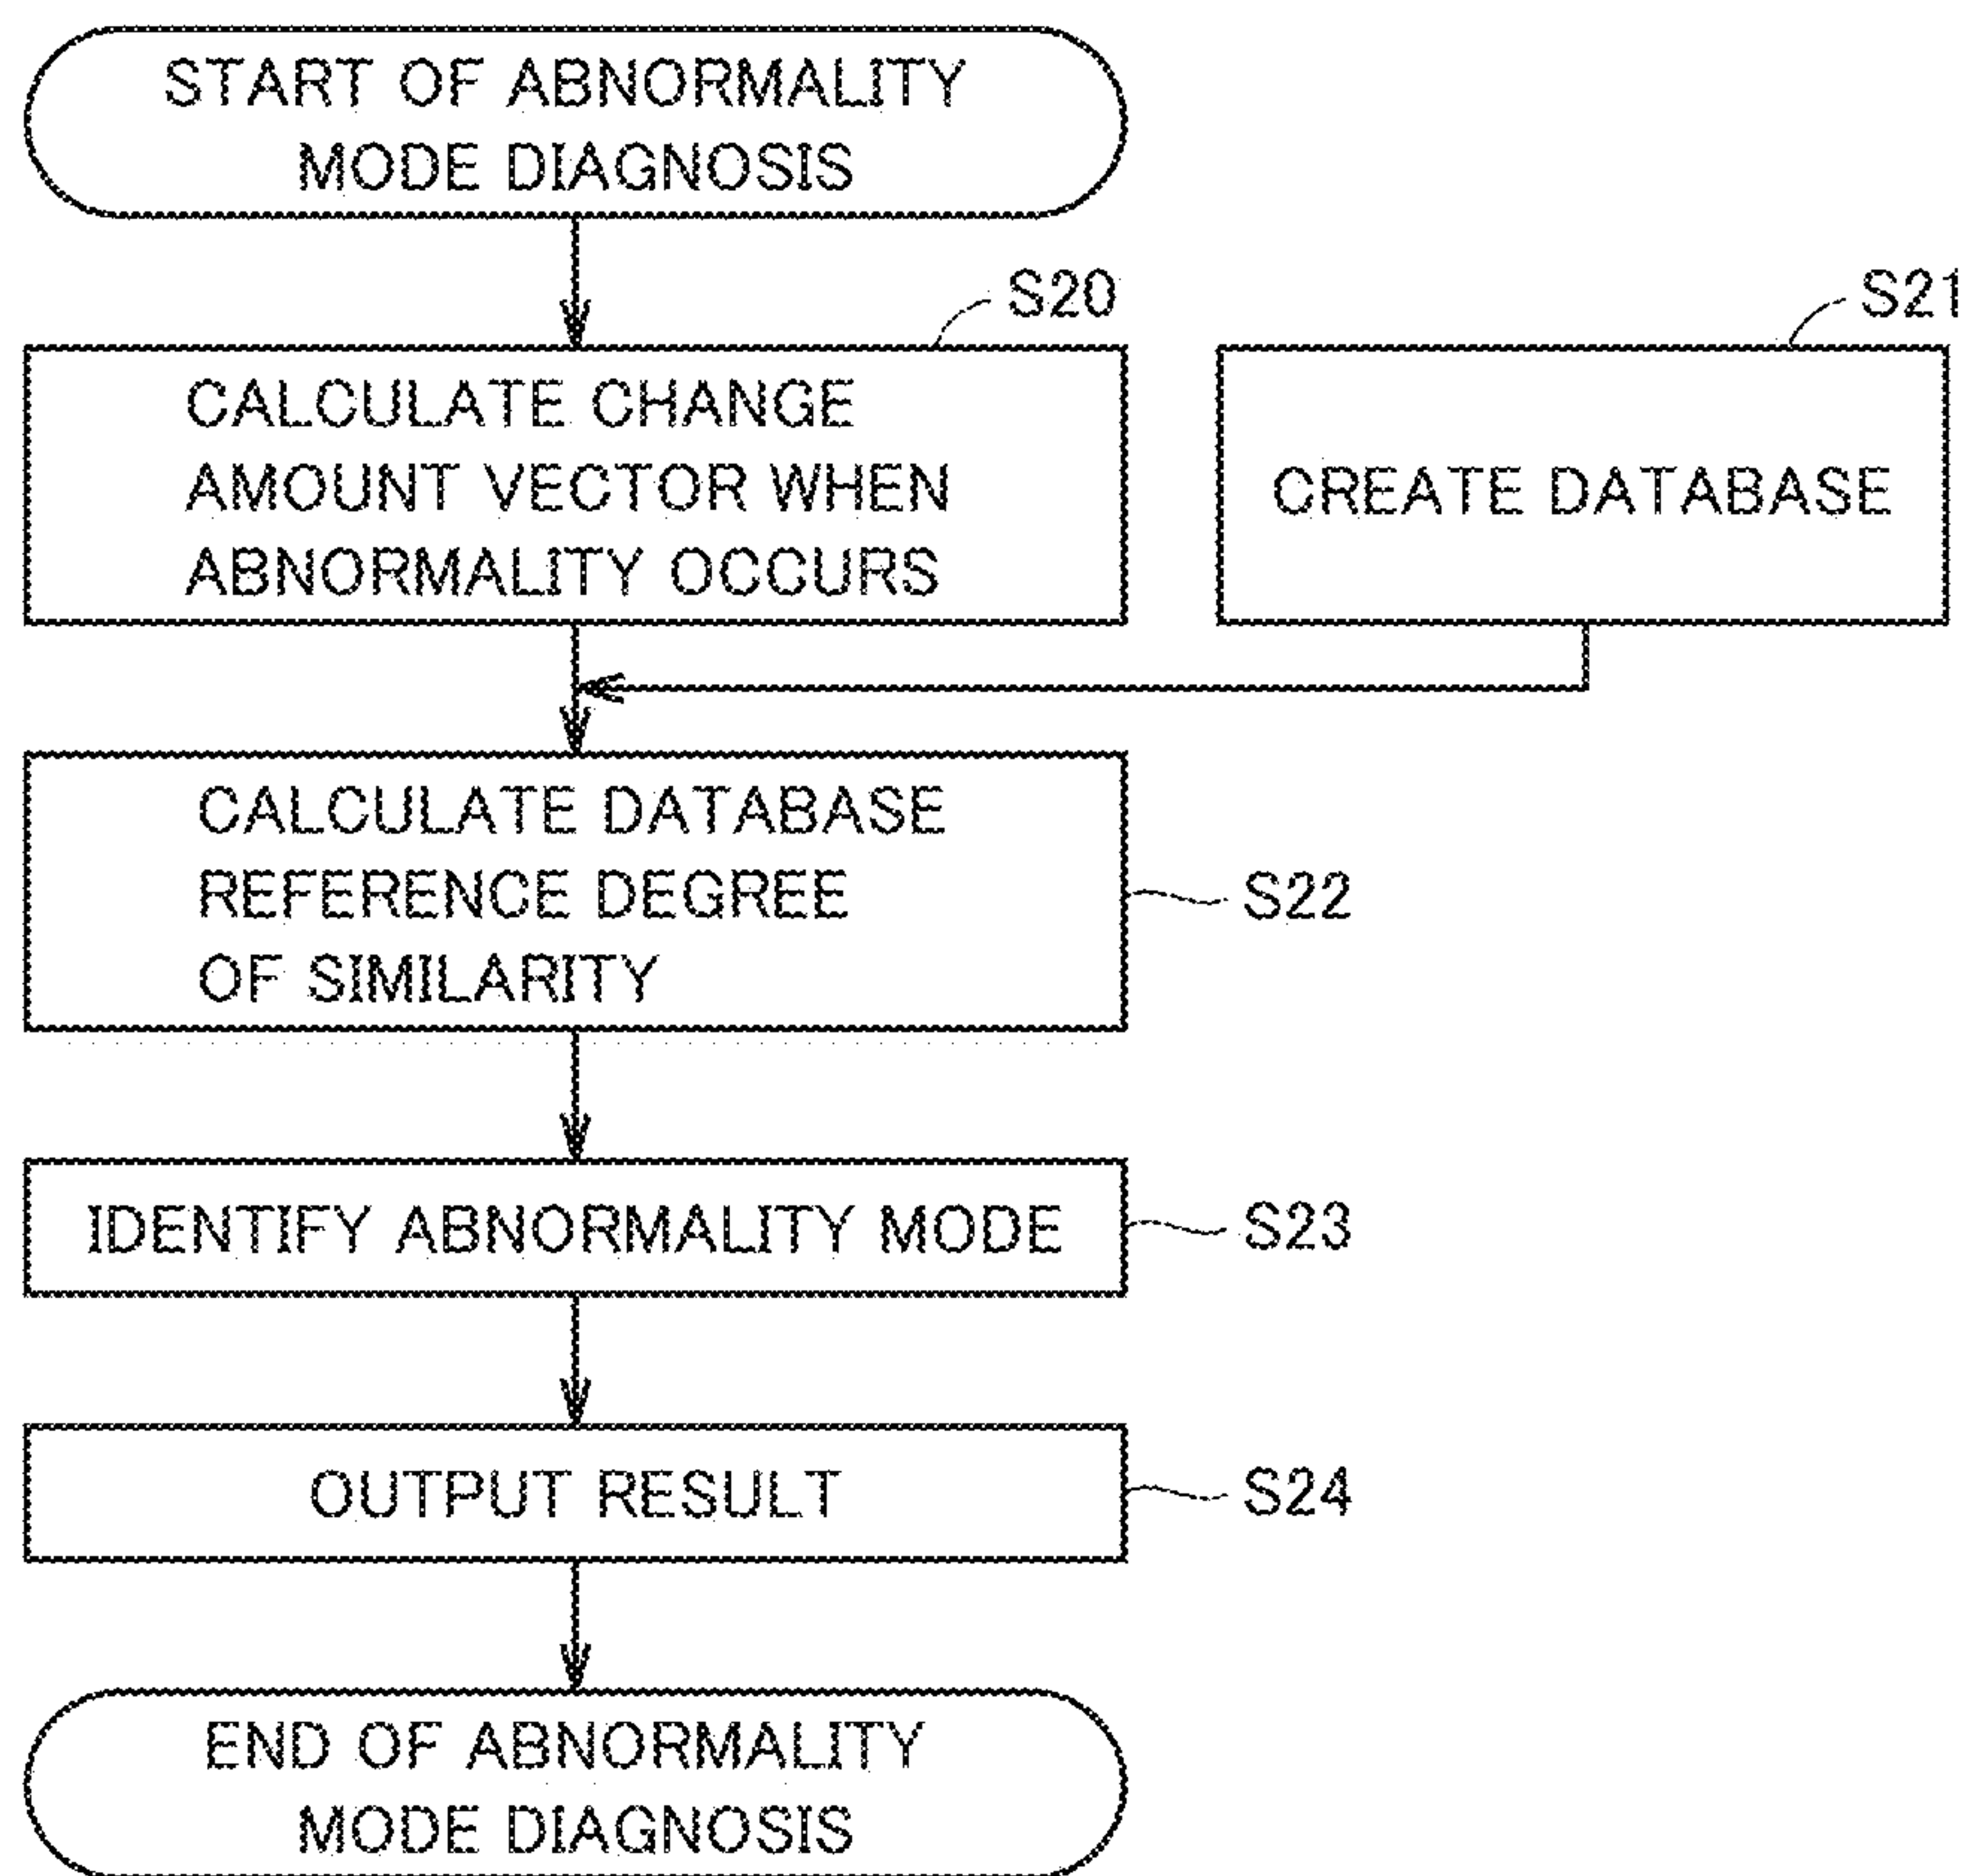 START OF ABNORMALITY
MODE DIAGNOSIS
S20
CALCULATE CHANGE
AMOUNT VECTOR WHEN
ABNORMALITY OCCURS
S21
CREATE DATABASE
CALCULATE DATABASE
REFERENCE DEGREE
OF SIMILARITY
S22
IDENTIFY ABNORMALITY MODE
S23
OUTPUT RESULT
S24
END OF ABNORMALITY
MODE DIAGNOSIS